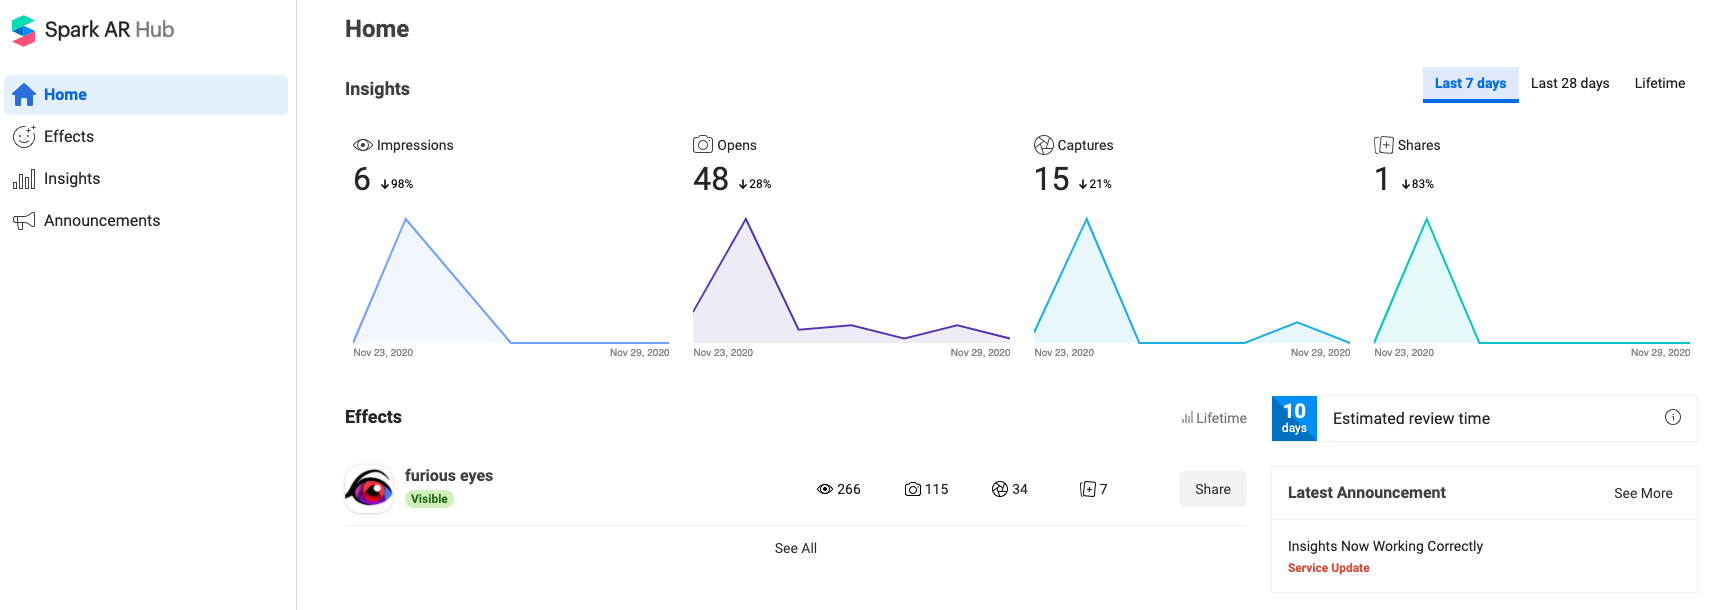 Spark AR Hub
Home
Effects
Insights
Announcements
Home
Insights
Last 7 days
Last 28 days
Lifetime
Impressions
6 ↓98%
Nov 23, 2020
Nov 29, 2020
Opens
48 ↓28%
Nov 23, 2020
Nov 29, 2020
Captures
15 ↓21%
Nov 23, 2020
Nov 29, 2020
Shares
1 ↓83%
Nov 23, 2020
Nov 29, 2020
Effects
Lifetime
furious eyes
Visible
266
115
34
7
Share
See All
10
days
Estimated review time
Latest Announcement
See More
Insights Now Working Correctly
Service Update